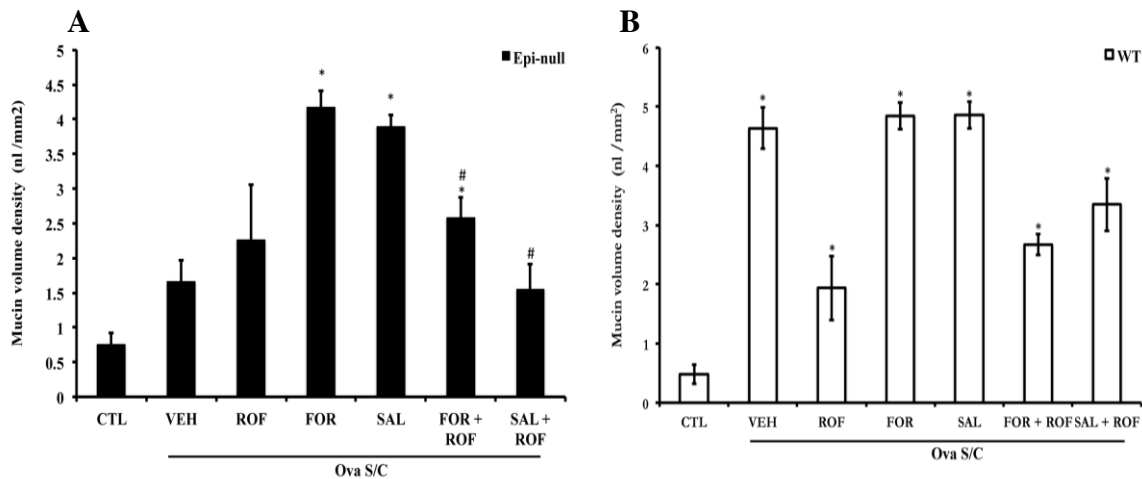 A
Epi-null
Mucin volume density (nl /mm2)
5
4.5
4
3.5
3
2.5
2
1.5
1
0.5
0
*
*
#
*
#
CTL VEH ROF FOR SAL FOR + ROF SAL + ROF
Ova S/C
B
WT
Mucin volume density (nl /mm²)
6
5
4
3
2
1
0
*
*
*
*
*
*
CTL VEH ROF FOR SAL FOR + ROF SAL + ROF
Ova S/C